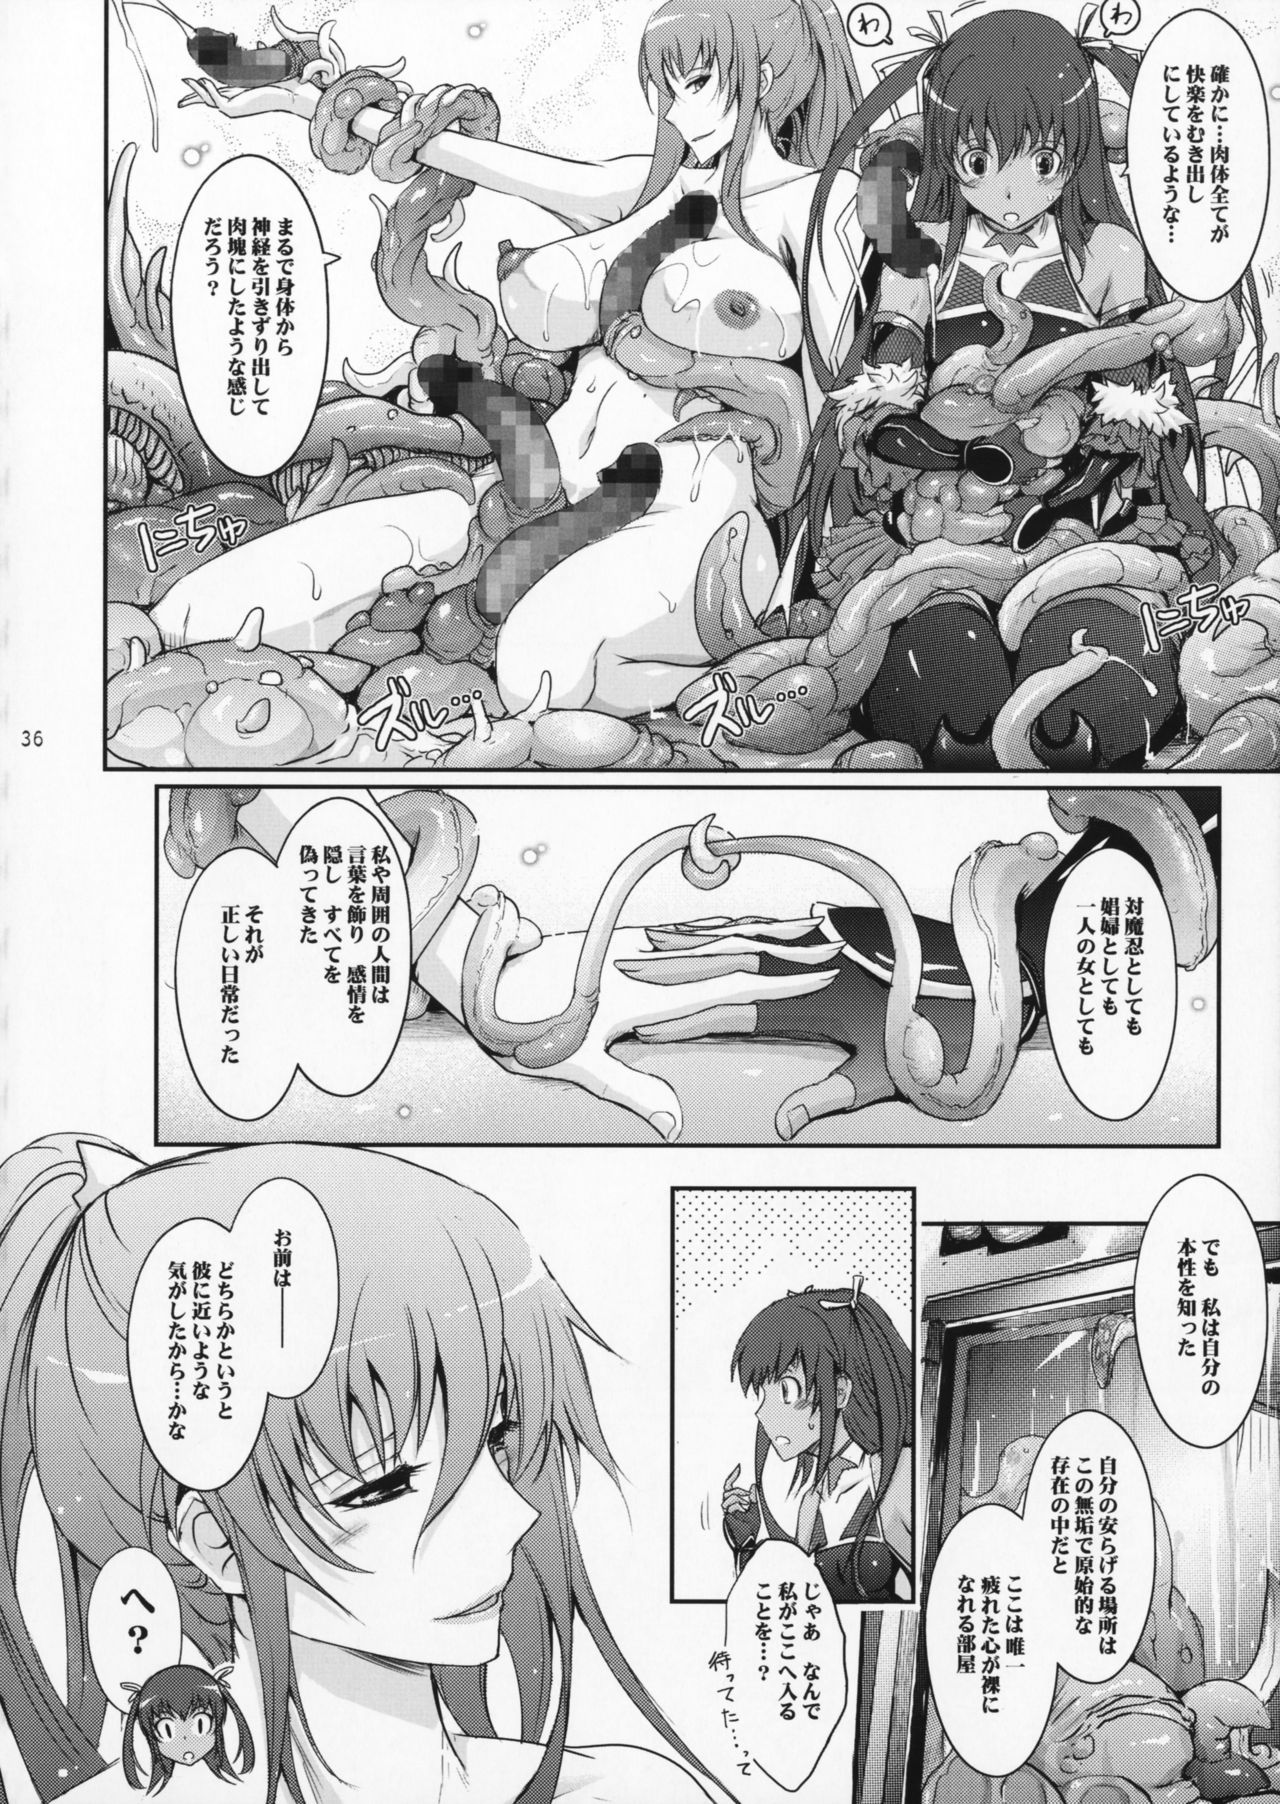 わ
わ
確かに…肉体全てが
快楽をむき出し
にしているような…
まるで身体から
神経を引きずり出して
肉塊にしたような感じ
だろう？
にちゅ
にちゅ
ズル…
ズル…
36
対魔忍としても
娼婦としても
一人の女としても
私や周囲の人間は
言葉を飾り　感情を
隠し　すべてを
偽ってきた
それが
正しい日常だった
でも　私は自分の
本性を知った
自分の安らげる場所は
この無垢で原始的な
存在の中だと
ここは唯一
疲れた心が裸に
なれる部屋
じゃあ　なんで
私がここへ入る
ことを…？
待ってた…って
お前は――
どちらかというと
彼に近いような
気がしたから…かな
へ？